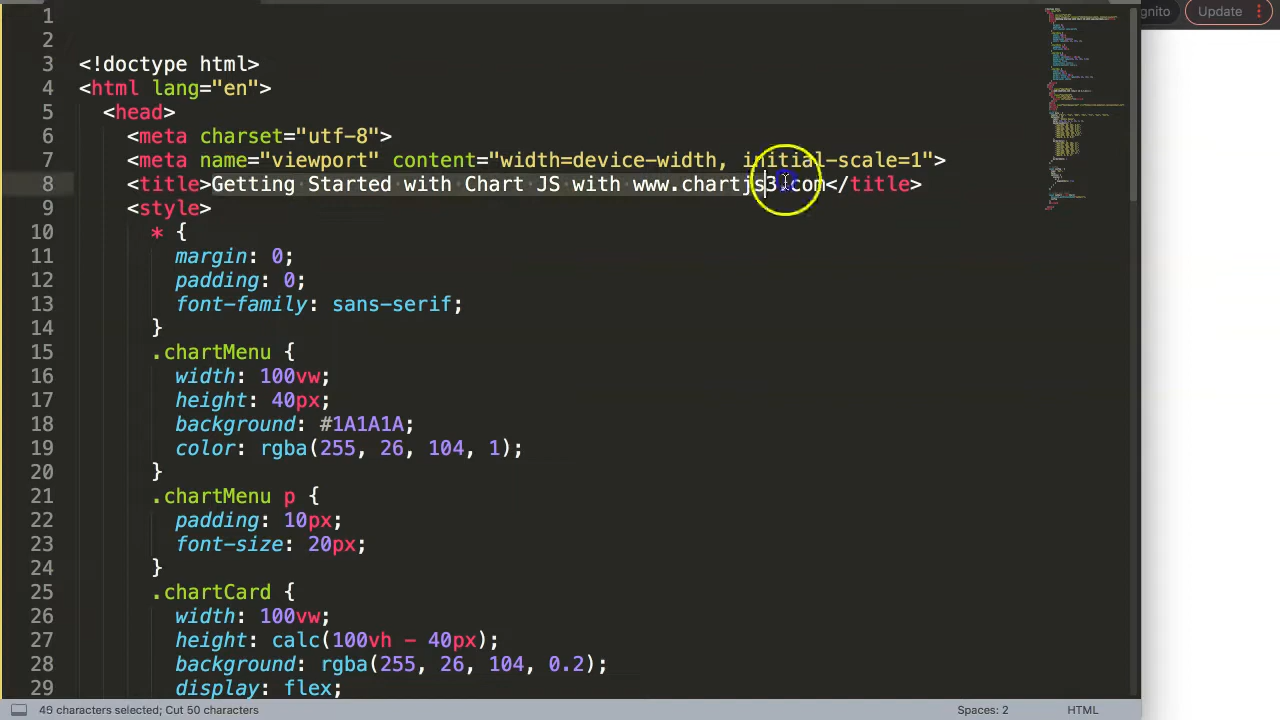 gnito Update
1
2
3 <!doctype html>
4 <html lang="en">
5 <head>
6 <meta charset="utf-8">
7 <meta name="viewport" content="width=device-width, initial-scale=1">
8 <title>Getting Started with Chart JS with www.chartjs3.com</title>
9 <style>
10 * {
11 margin: 0;
12 padding: 0;
13 font-family: sans-serif;
14 }
15 .chartMenu {
16 width: 100vw;
17 height: 40px;
18 background: #1A1A1A;
19 color: rgba(255, 26, 104, 1);
20 }
21 .chartMenu p {
22 padding: 10px;
23 font-size: 20px;
24 }
25 .chartCard {
26 width: 100vw;
27 height: calc(100vh - 40px);
28 background: rgba(255, 26, 104, 0.2);
29 display: flex;
46 characters selected; Cut 50 characters Spaces: 2 HTML